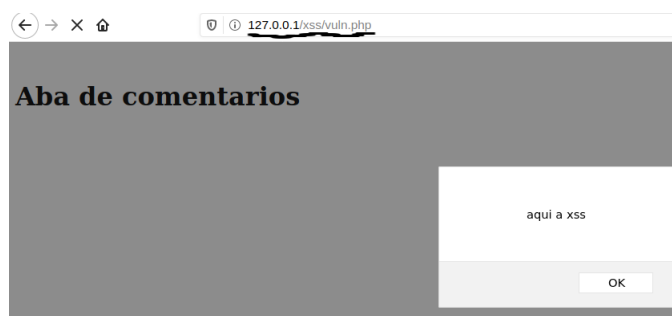 127.0.0.1/xss/vuln.php
Aba de comentarios
aqui a xss
OK